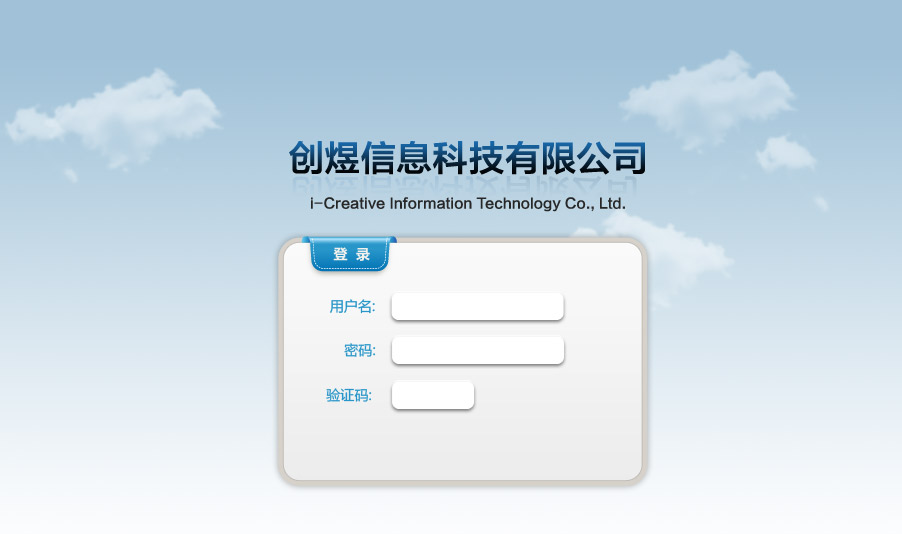 创煜信息科技有限公司
i-Creative Information Technology Co., Ltd.
登 录
用户名:
密码:
验证码: